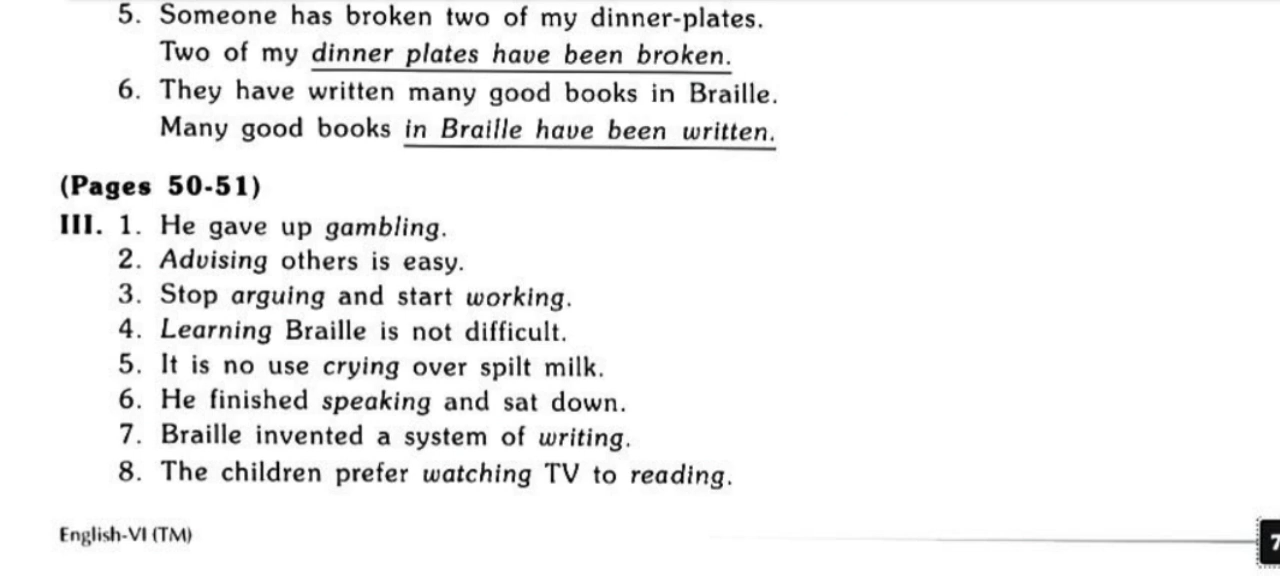 5. Someone has broken two of my dinner-plates.
Two of my dinner plates have been broken.
6. They have written many good books in Braille.
Many good books in Braille have been written.
(Pages 50-51)
III. 1. He gave up gambling.
2. Advising others is easy.
3. Stop arguing and start working.
4. Learning Braille is not difficult.
5. It is no use crying over spilt milk.
6. He finished speaking and sat down.
7. Braille invented a system of writing.
8. The children prefer watching TV to reading.
English-VI (TM)